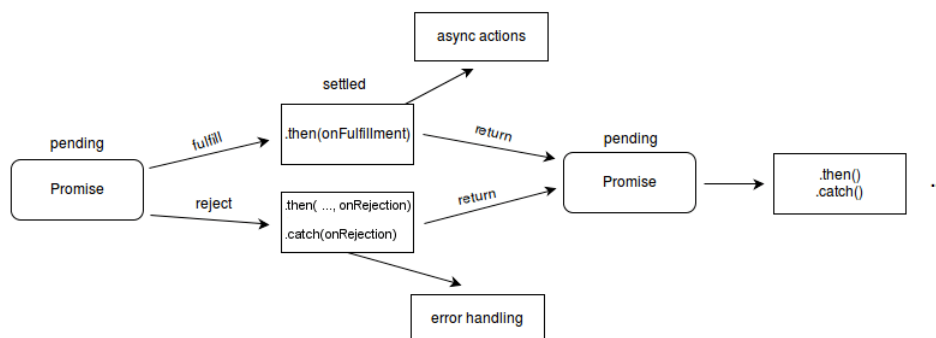 async actions
settled
.then(onFulfillment)
pending
fulfill
return
pending
Promise
reject
.then( ..., onRejection)
.catch(onRejection)
return
Promise
.then()
.catch()
.
error handling